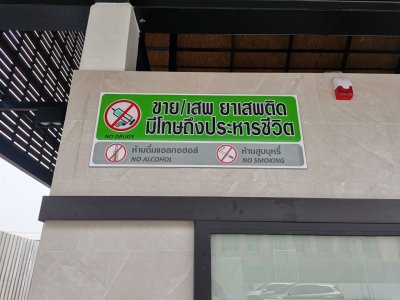 ขาย/เสพ ยาเสพติด
มีโทษถึงประหารชีวิต
NO DRUGS
ห้ามดื่มแอลกอฮอล์
NO ALCOHOL
ห้ามสูบบุหรี่
NO SMOKING